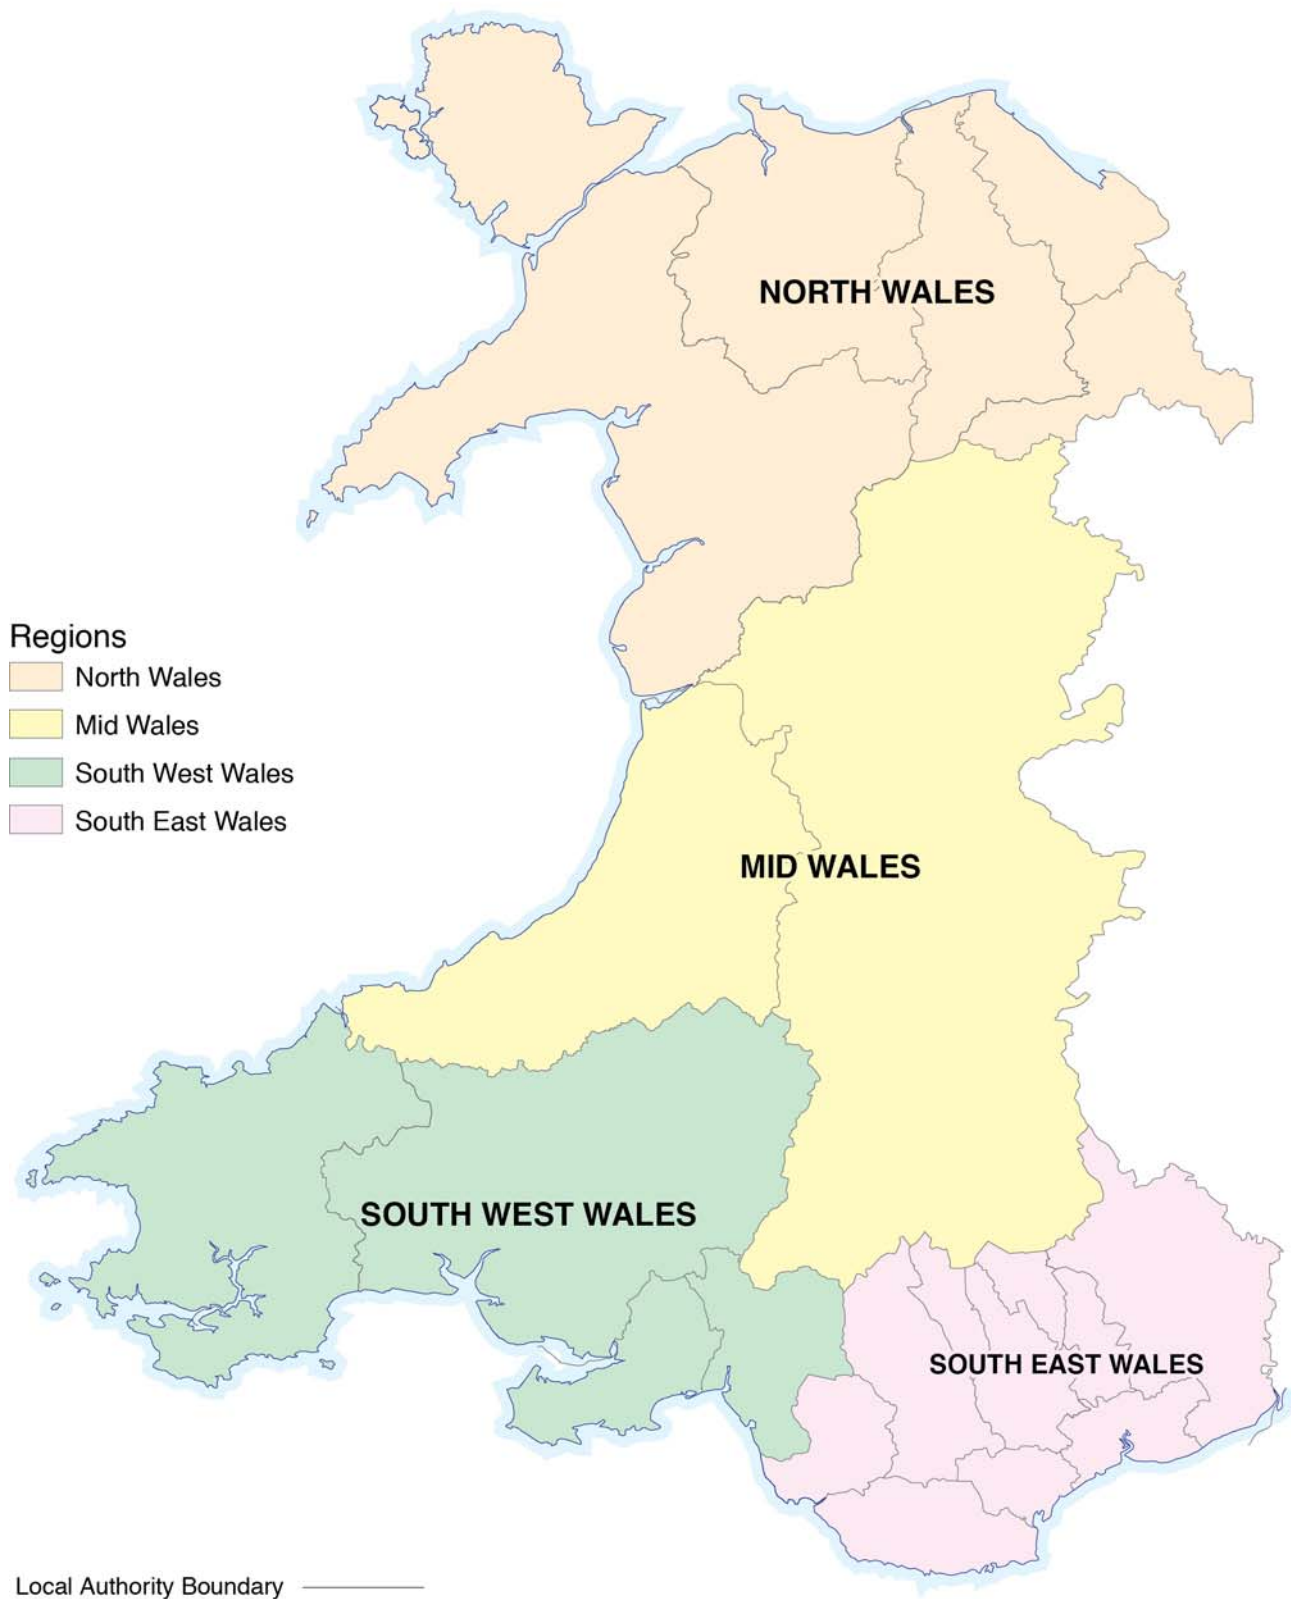 NORTH WALES
Regions
North Wales
Mid Wales
South West Wales
South East Wales
MID WALES
SOUTH WEST WALES
SOUTH EAST WALES
Local Authority Boundary